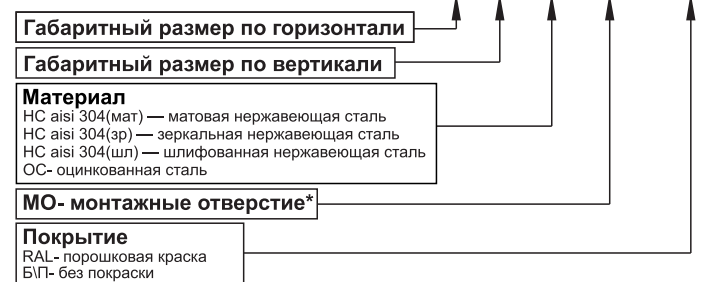 Габаритный размер по горизонтали
Габаритный размер по вертикали
Материал
НС aisi 304(мат) — матовая нержавеющая сталь
НС aisi 304(зр) — зеркальная нержавеющая сталь
НС aisi 304(шл) — шлифованная нержавеющая сталь
ОС- оцинкованная сталь
МО- монтажные отверстие*
Покрытие
RAL- порошковая краска
Б\П- без покраски